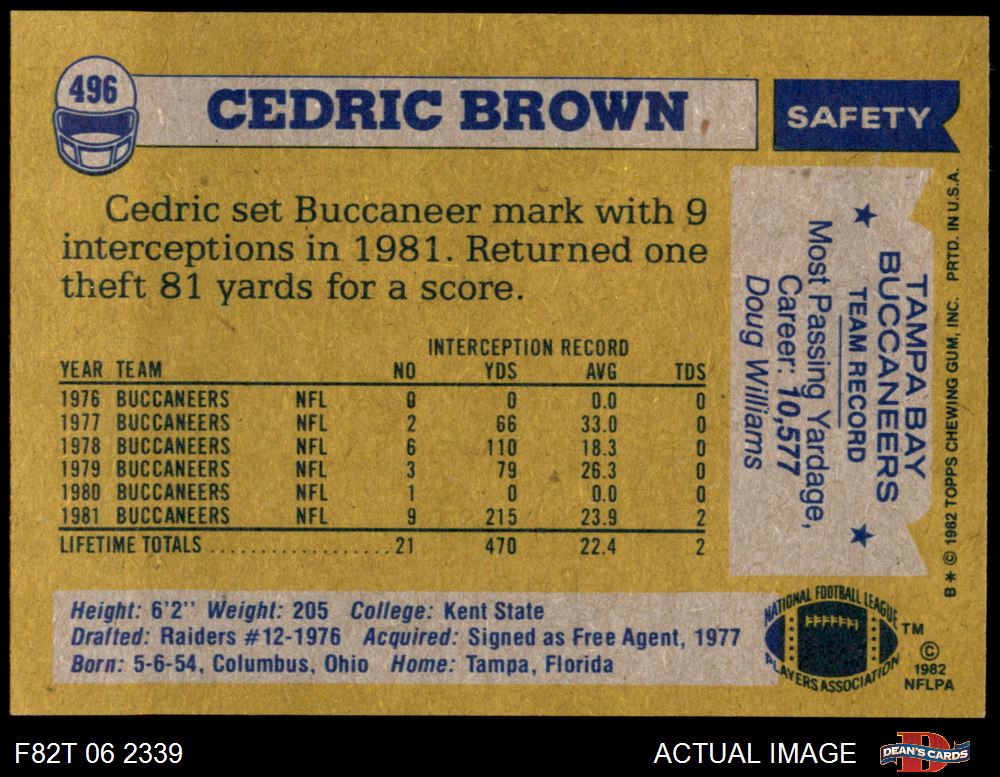 496
CEDRIC BROWN
SAFETY
Cedric set Buccaneer mark with 9
interceptions in 1981. Returned one
theft 81 yards for a score.
INTERCEPTION RECORD
YEAR TEAM NO YDS AVG TDS
1976 BUCCANEERS NFL 0 0 0.0 0
1977 BUCCANEERS NFL 2 66 33.0 0
1978 BUCCANEERS NFL 6 110 18.3 0
1979 BUCCANEERS NFL 3 79 26.3 0
1980 BUCCANEERS NFL 1 0 0.0 0
1981 BUCCANEERS NFL 9 215 23.9 2
LIFETIME TOTALS ................. 21 470 22.4 2
TAMPA BAY
BUCCANEERS
★ TEAM RECORD ★
Most Passing Yardage,
Career: 10,577
Doug Williams
B* © 1982 TOPPS CHEWING GUM, INC. PRTD. IN U.S.A.
Height: 6'2'' Weight: 205 College: Kent State
Drafted: Raiders #12-1976 Acquired: Signed as Free Agent, 1977
Born: 5-6-54, Columbus, Ohio Home: Tampa, Florida
NATIONAL FOOTBALL LEAGUE
PLAYERS ASSOCIATION
TM
©
1982
NFLPA
F82T 06 2339
ACTUAL IMAGE
DEAN'S CARDS